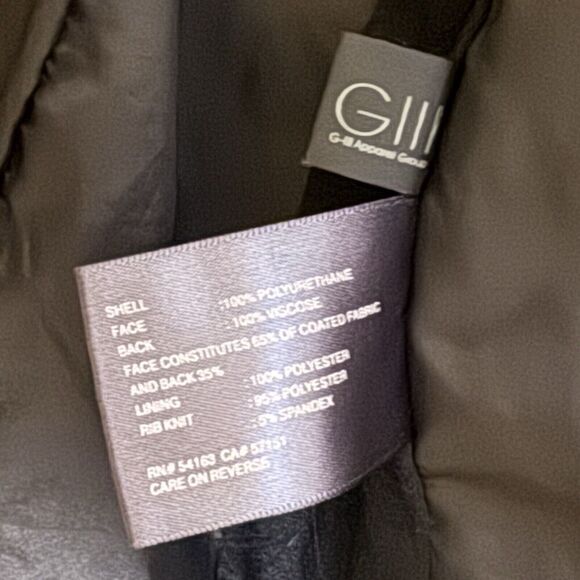 GIII
G-III Apparel Group
SHELL
FACE :100% POLYURETHANE
BACK :100% VISCOSE
FACE CONSTITUTES 65% OF COATED FABRIC
AND BACK 35%
LINING :100% POLYESTER
RIB KNIT :95% POLYESTER
:5% SPANDEX
RN# 54163 CA# 57151
CARE ON REVERSE